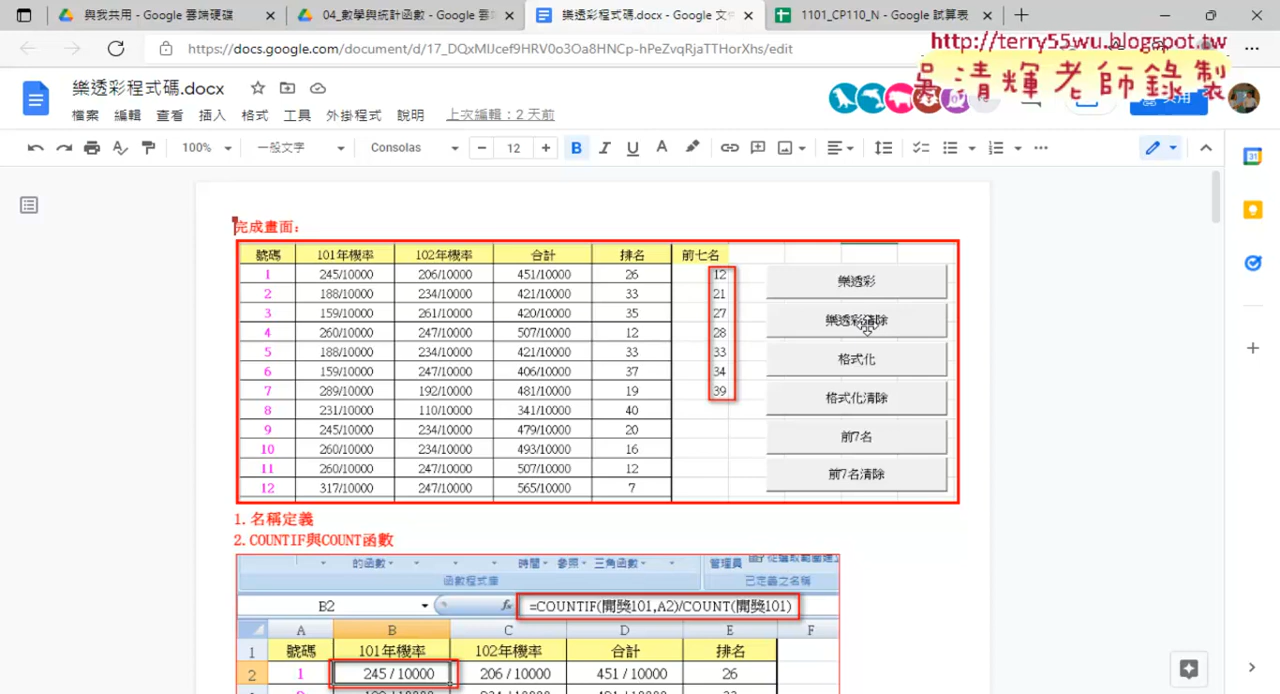 我共用 - Google 雲端硬碟
04_數學與統計函數 - Google 雲端
樂透彩程式碼.docx - Google 文件
1101_CP110_N - Google 試算表
https://docs.google.com/document/d/17_DQxMIJcef9HRV0o3Oa8HNCp-hPeZvqRjaTTHorXhs/edit
http://terry55wu.blogspot.tw
吳清輝老師錄製
樂透彩程式碼.docx
檔案 編輯 查看 插入 格式 工具 外掛程式 說明 上次編輯：2 天前
100% 一般文字 Consolas 12
完成畫面：
號碼 101年機率 102年機率 合計 排名 前七名
1 245/10000 206/10000 451/10000 26 12
2 188/10000 234/10000 421/10000 33 21
3 159/10000 261/10000 420/10000 35 27
4 260/10000 247/10000 507/10000 12 28
5 188/10000 234/10000 421/10000 33 33
6 159/10000 247/10000 406/10000 37 34
7 289/10000 192/10000 481/10000 19 39
8 231/10000 110/10000 341/10000 40
9 245/10000 234/10000 479/10000 20
10 260/10000 234/10000 493/10000 16
11 260/10000 247/10000 507/10000 12
12 317/10000 247/10000 565/10000 7
樂透彩
樂透彩清除
格式化
格式化清除
前7名
前7名清除
1.名稱定義
2.COUNTIF與COUNT函數
的函數 時間 參照 三角函數 管理員
函數程式庫 已定義之名稱
B2 fx =COUNTIF(開獎101,A2)/COUNT(開獎101)
A B C D E F
1 號碼 101年機率 102年機率 合計 排名
2 1 245 / 10000 206 / 10000 451 / 10000 26